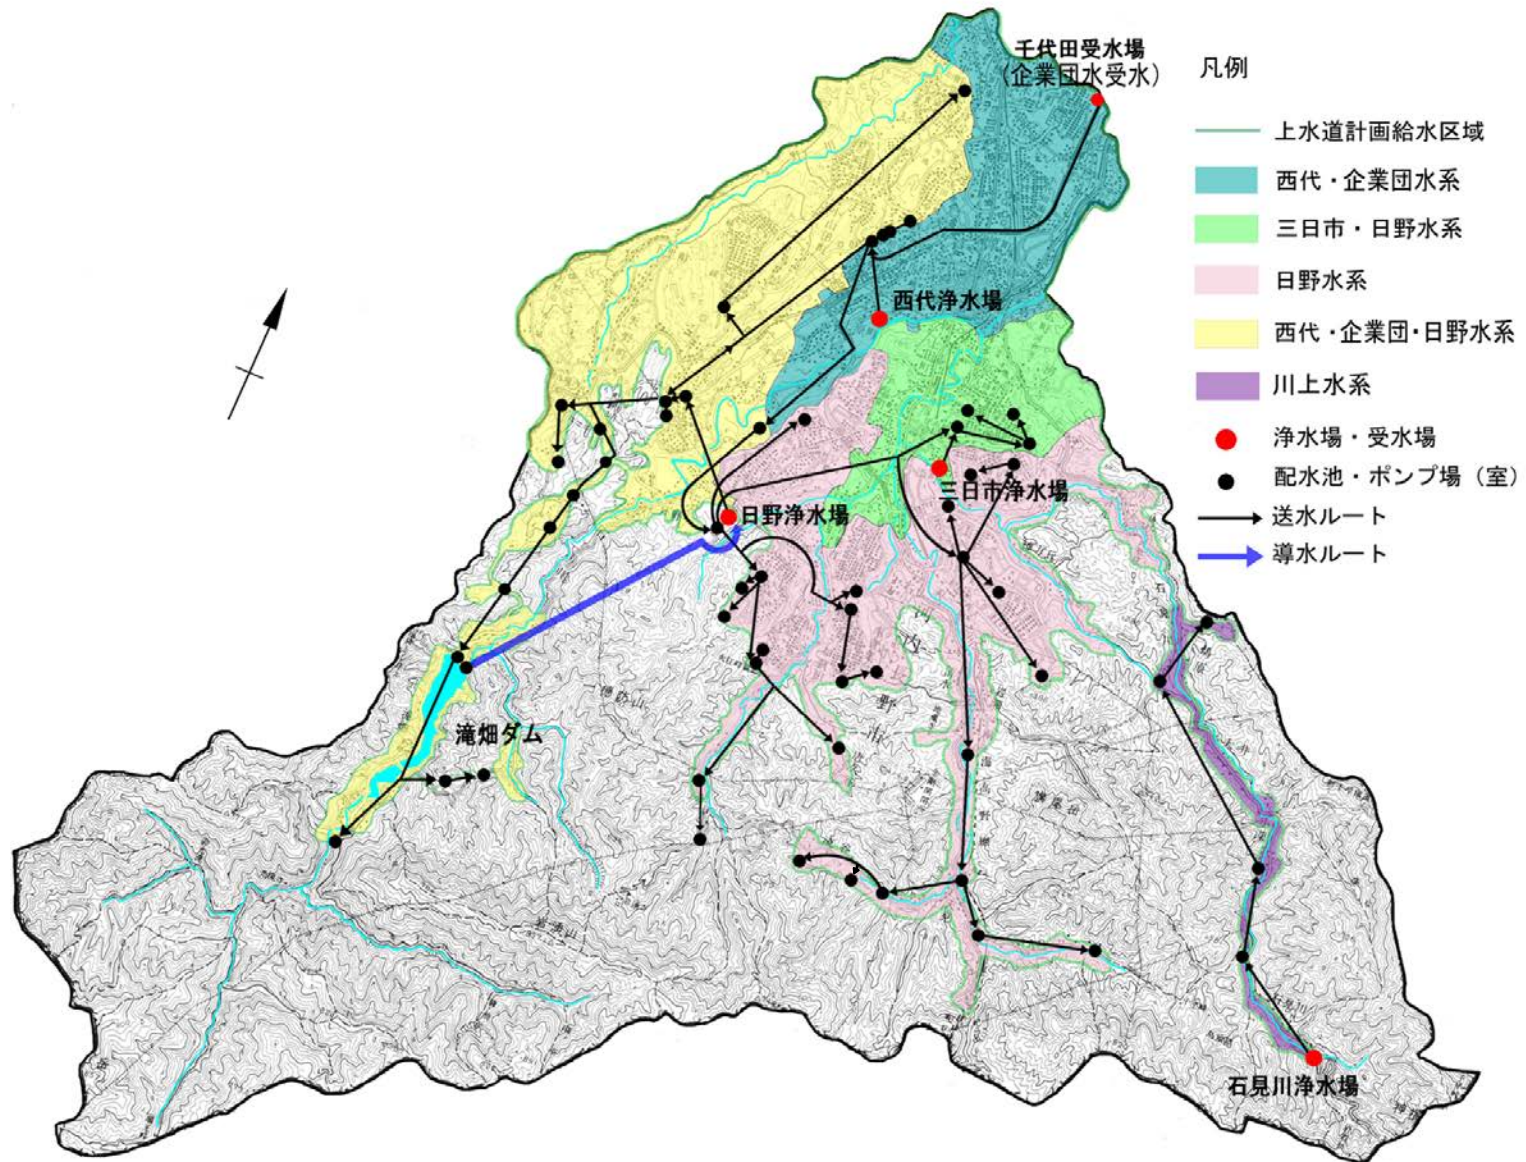 千代田受水場
（企業団水受水）
凡例
上水道計画給水区域
西代・企業団水系
三日市・日野水系
日野水系
西代・企業団・日野水系
川上水系
浄水場・受水場
配水池・ポンプ場（室）
送水ルート
導水ルート
西代浄水場
三日市浄水場
日野浄水場
滝畑ダム
石見川浄水場